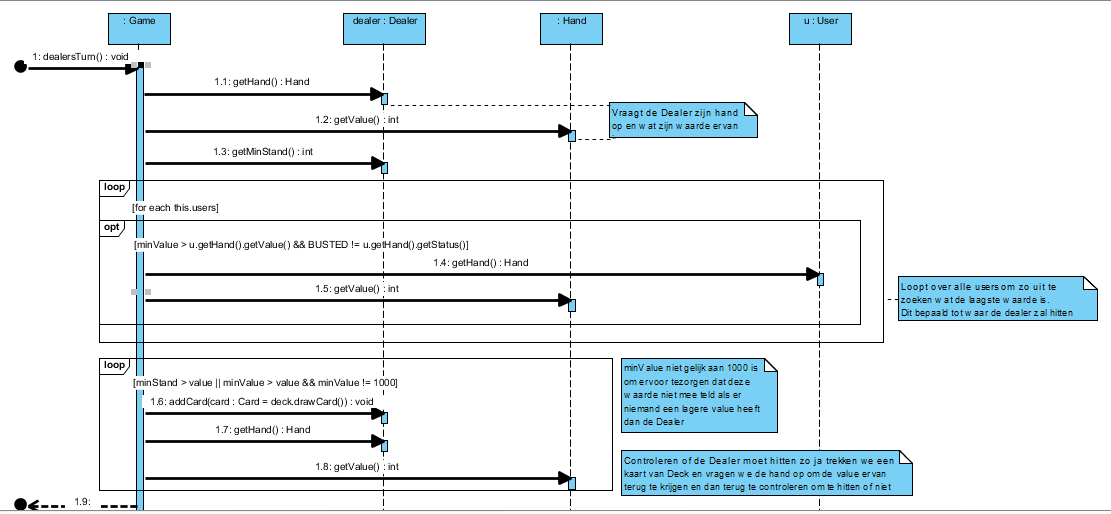 : Game
dealer : Dealer
: Hand
u : User
1: dealersTurn() : void
1.1: getHand() : Hand
Vraagt de Dealer zijn hand
op en wat zijn waarde ervan
1.2: getValue() : int
1.3: getMinStand() : int
loop
[for each this.users]
opt
[minValue > u.getHand().getValue() && BUSTED != u.getHand().getStatus()]
1.4: getHand() : Hand
1.5: getValue() : int
Loopt over alle users om zo uit te
zoeken wat de laagste waarde is.
Dit bepaald tot waar de dealer zal hitten
loop
[minStand > value || minValue > value && minValue != 1000]
minValue niet gelijk aan 1000 is
om ervoor tezorgen dat deze
waarde niet mee teld als er
niemand een lagere value heeft
dan de Dealer
1.6: addCard(card : Card = deck.drawCard()) : void
1.7: getHand() : Hand
1.8: getValue() : int
Controleren of de Dealer moet hitten zo ja trekken we een
kaart van Deck en vragen we de hand op om de value ervan
terug te krijgen en dan terug te controleren om te hitten of niet
1.9: